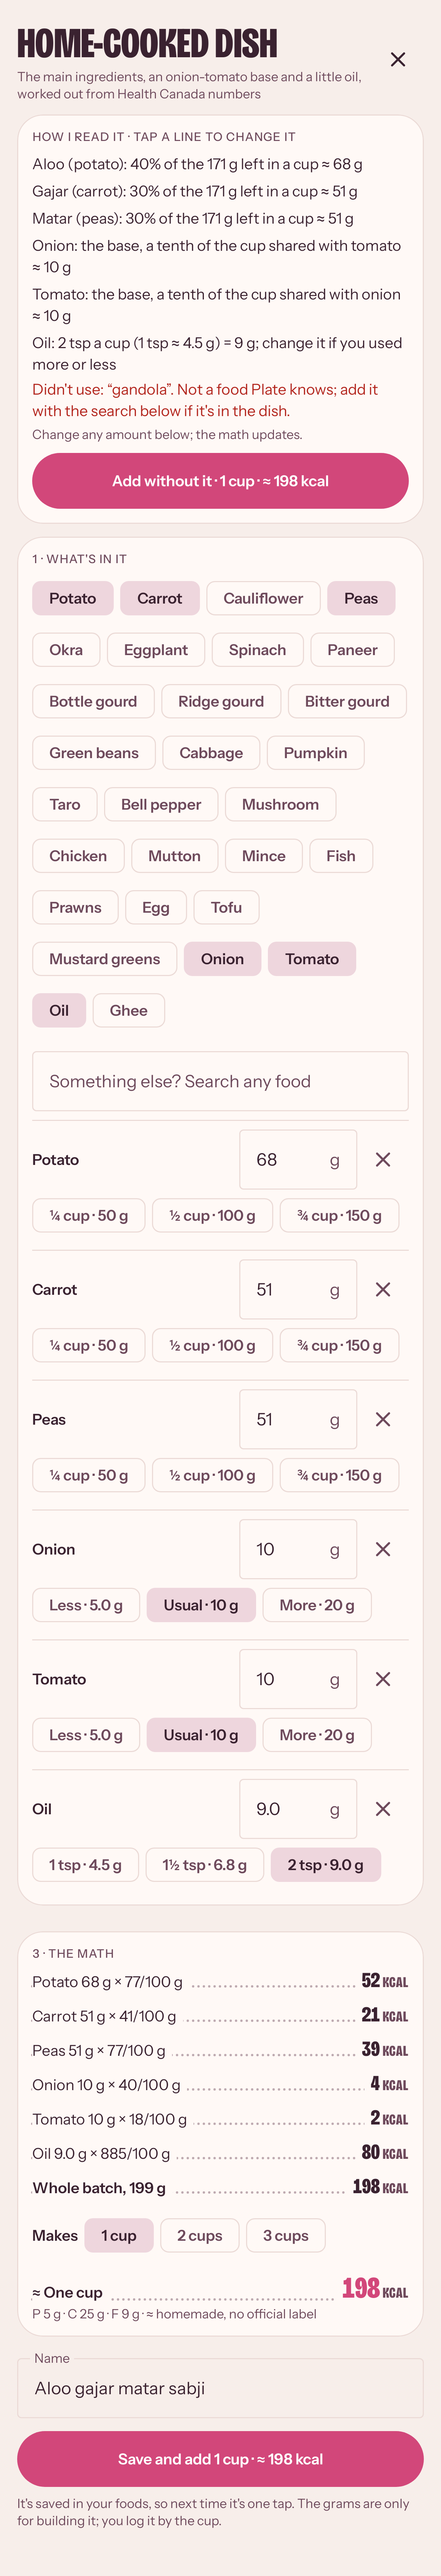 HOME-COOKED DISH
The main ingredients, an onion-tomato base and a little oil,
worked out from Health Canada numbers
HOW I READ IT · TAP A LINE TO CHANGE IT
Aloo (potato): 40% of the 171 g left in a cup ≈ 68 g
Gajar (carrot): 30% of the 171 g left in a cup ≈ 51 g
Matar (peas): 30% of the 171 g left in a cup ≈ 51 g
Onion: the base, a tenth of the cup shared with tomato
≈ 10 g
Tomato: the base, a tenth of the cup shared with onion
≈ 10 g
Oil: 2 tsp a cup (1 tsp ≈ 4.5 g) = 9 g; change it if you used
more or less
Didn't use: “gandola”. Not a food Plate knows; add it
with the search below if it's in the dish.
Change any amount below; the math updates.
Add without it · 1 cup · ≈ 198 kcal
1 · WHAT'S IN IT
Potato Carrot Cauliflower Peas
Okra Eggplant Spinach Paneer
Bottle gourd Ridge gourd Bitter gourd
Green beans Cabbage Pumpkin
Taro Bell pepper Mushroom
Chicken Mutton Mince Fish
Prawns Egg Tofu
Mustard greens Onion Tomato
Oil Ghee
Something else? Search any food
Potato 68 g
¼ cup · 50 g ½ cup · 100 g ¾ cup · 150 g
Carrot 51 g
¼ cup · 50 g ½ cup · 100 g ¾ cup · 150 g
Peas 51 g
¼ cup · 50 g ½ cup · 100 g ¾ cup · 150 g
Onion 10 g
Less · 5.0 g Usual · 10 g More · 20 g
Tomato 10 g
Less · 5.0 g Usual · 10 g More · 20 g
Oil 9.0 g
1 tsp · 4.5 g 1½ tsp · 6.8 g 2 tsp · 9.0 g
3 · THE MATH
Potato 68 g × 77/100 g 52 KCAL
Carrot 51 g × 41/100 g 21 KCAL
Peas 51 g × 77/100 g 39 KCAL
Onion 10 g × 40/100 g 4 KCAL
Tomato 10 g × 18/100 g 2 KCAL
Oil 9.0 g × 885/100 g 80 KCAL
Whole batch, 199 g 198 KCAL
Makes 1 cup 2 cups 3 cups
≈ One cup 198 KCAL
P 5 g · C 25 g · F 9 g · ≈ homemade, no official label
Name
Aloo gajar matar sabji
Save and add 1 cup · ≈ 198 kcal
It's saved in your foods, so next time it's one tap. The grams are only
for building it; you log it by the cup.